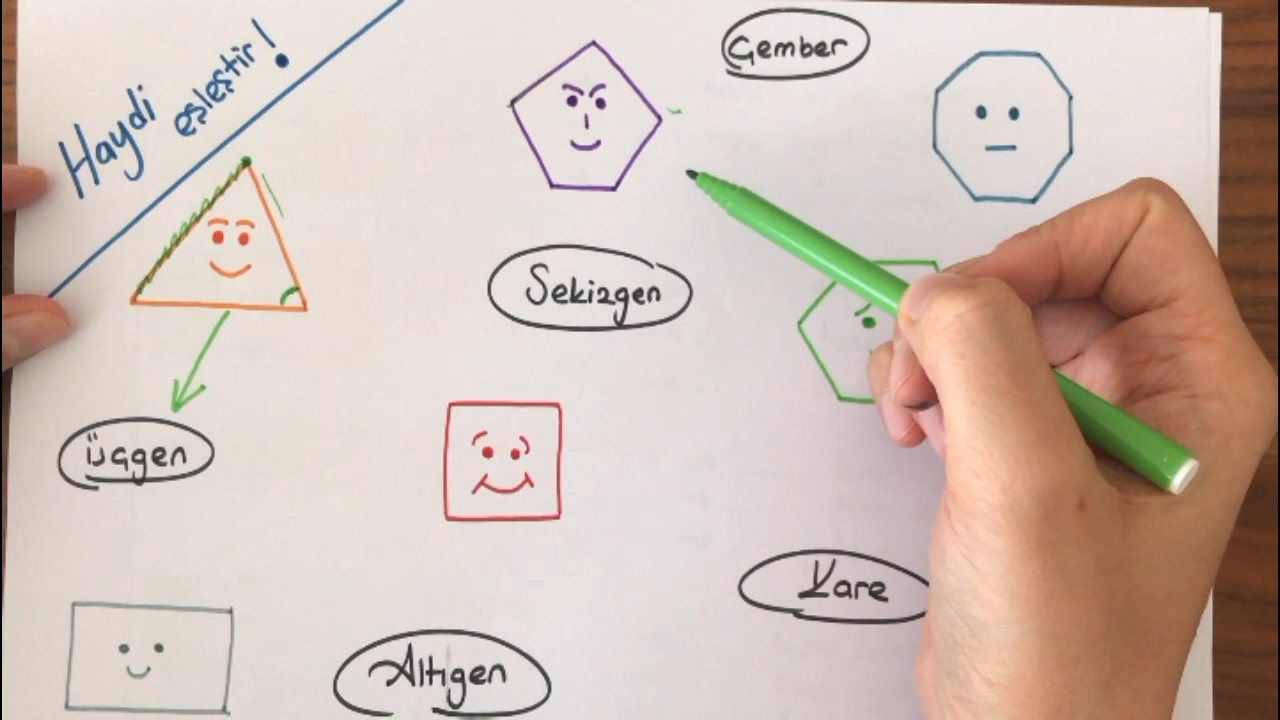 Haydi
eşleştir!
Çember
Sekizgen
üçgen
Kare
Altıgen